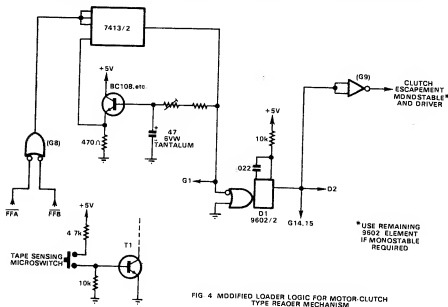 7413/2
+5V
BC108.etc.
470Ω
47
6VW
TANTALUM
(G8)
FFA
FFB
+5V
4 7k
TAPE SENSING
MICROSWITCH
10k
T1
G1
+5V
10k
.022
D1
9602/2
D2
G14,15
(G9)
CLUTCH
ESCAPEMENT
MONOSTABLE*
AND DRIVER
*USE REMAINING
9602 ELEMENT
IF MONOSTABLE
REQUIRED
FIG 4 MODIFIED LOADER LOGIC FOR MOTOR-CLUTCH
TYPE READER MECHANISM